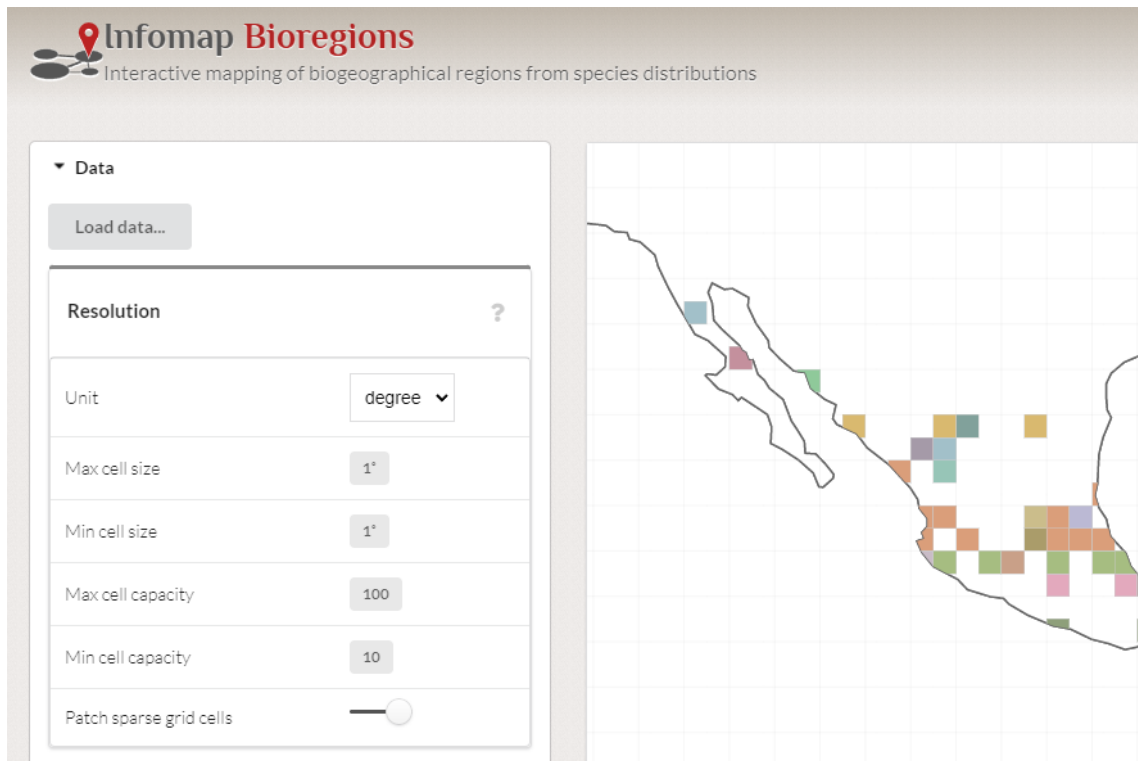 Infomap Bioregions
Interactive mapping of biogeographical regions from species distributions
Data
Load data...
Resolution ?
Unit degree
Max cell size 1°
Min cell size 1°
Max cell capacity 100
Min cell capacity 10
Patch sparse grid cells